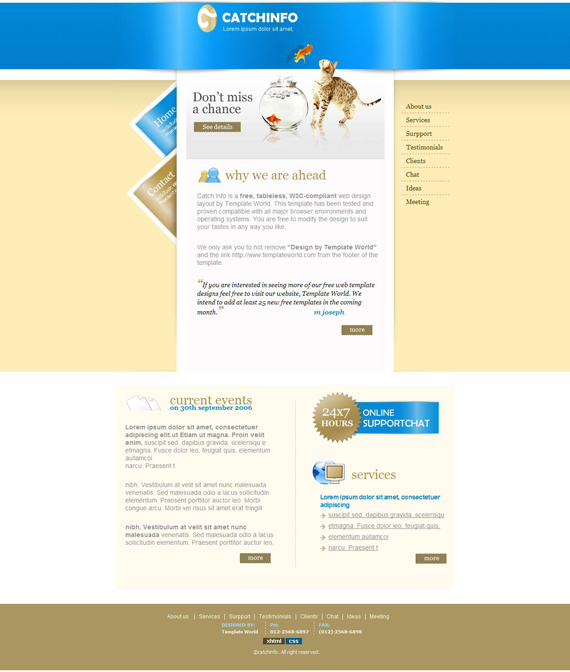 CATCHINFO
Lorem ipsum dolor sit amet,
Don't miss
a chance
See details
Home
Contact
About us
Services
Surpport
Testimonials
Clients
Chat
Ideas
Meeting
why we are ahead
Catch Info is a free, tableless, W3C-compliant web design
layout by Template World. This template has been tested and
proven compatible with all major browser environments and
operating systems. You are free to modify the design to suit
your tastes in any way you like.
We only ask you to not remove "Design by Template World"
and the link http://www.templateworld.com from the footer of the
template.
“If you are interested in seeing more of our free web template
designs feel free to visit our website, Template World. We
intend to add at least 25 new free templates in the coming
month.”
m joseph
more
current events
on 30th september 2006
Lorem ipsum dolor sit amet, consectetuer
adipiscing elit.ut Etiam ut magna. Proin velit
enim, suscipit sed, dapibus gravida. scelerisqu e
etmagna. Fusce dolor leo, feugiat quis, elementum
aullamcoi
narcu. Praesent t
nibh. Vestibulum at velit sit amet nunc malesuada
venenatis. Sed malesuada odio a lacus sollicitudin
elementum. Praesent porttitor auctor leo. Morbi
congue arcu. Morbi vel risus sit amet erat fringill
nibh. Vestibulum at velit sit amet nunc
malesuada venenatis. Sed malesuada odio a lacus
sollicitudin elementum. Praesent porttitor auctor leo.
more
24x7
HOURS
ONLINE
SUPPORTCHAT
services
Lorem ipsum dolor sit amet, consectetuer
adipiscing
suscipit sed, dapibus gravida, scelerisqu
etmagna. Fusce dolor leo, feugiat quis,
elementum aullamcoi
narcu. Praesent t
more
About us | Services | Surpport | Testimonials | Clients | Chat | Ideas | Meeting
DESIGNED BY: PH: FAX:
Template World 012-2568-6897 (012)-2568-6898
xhtml CSS
©catchinfo. All right reserved.